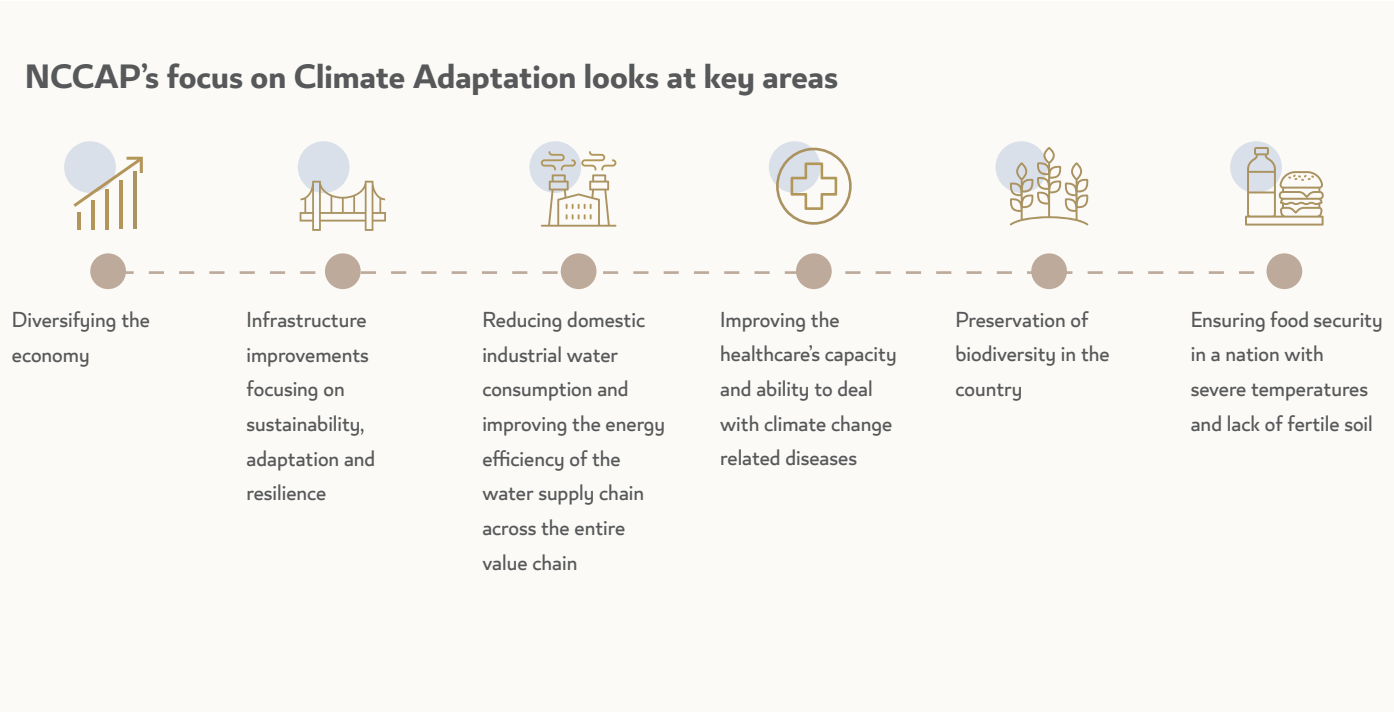 NCCAP’s focus on Climate Adaptation looks at key areas
Diversifying the
economy
Infrastructure
improvements
focusing on
sustainability,
adaptation and
resilience
Reducing domestic
industrial water
consumption and
improving the energy
efficiency of the
water supply chain
across the entire
value chain
Improving the
healthcare’s capacity
and ability to deal
with climate change
related diseases
Preservation of
biodiversity in the
country
Ensuring food security
in a nation with
severe temperatures
and lack of fertile soil